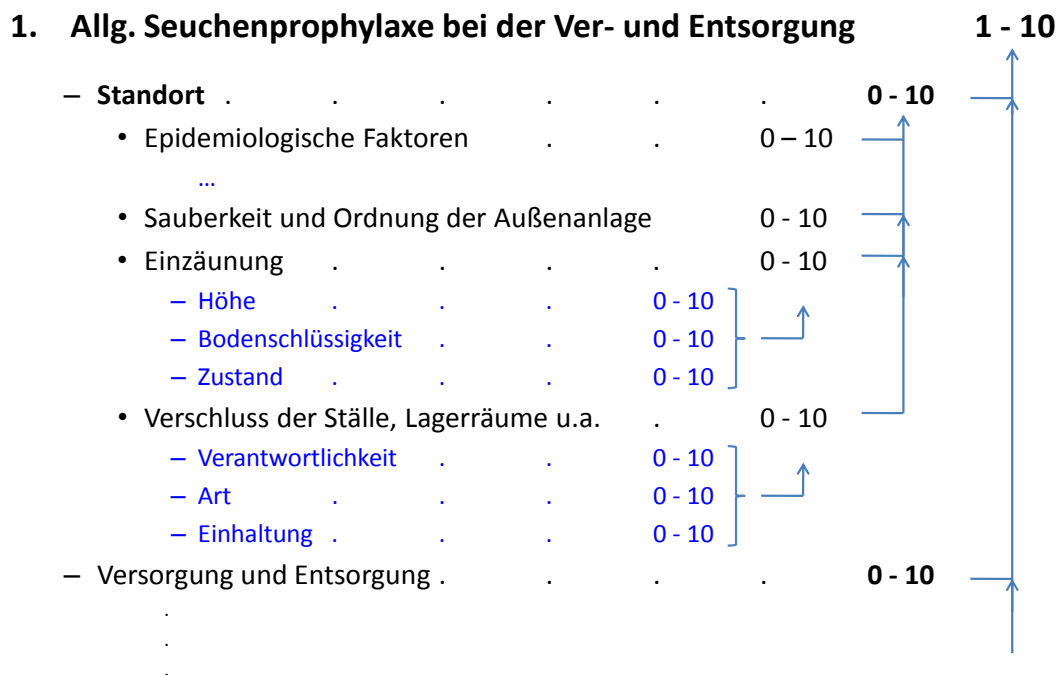 1. Allg. Seuchenprophylaxe bei der Ver- und Entsorgung 1 - 10
– Standort . . . . . . 0 - 10
• Epidemiologische Faktoren . . 0 – 10
...
• Sauberkeit und Ordnung der Außenanlage 0 - 10
• Einzäunung . . . . 0 - 10
– Höhe . . . 0 - 10
– Bodenschlüssigkeit . . 0 - 10
– Zustand . . . 0 - 10
• Verschluss der Ställe, Lagerräume u.a. . 0 - 10
– Verantwortlichkeit . . 0 - 10
– Art . . . 0 - 10
– Einhaltung . . . 0 - 10
– Versorgung und Entsorgung . . . . 0 - 10
.
.
.